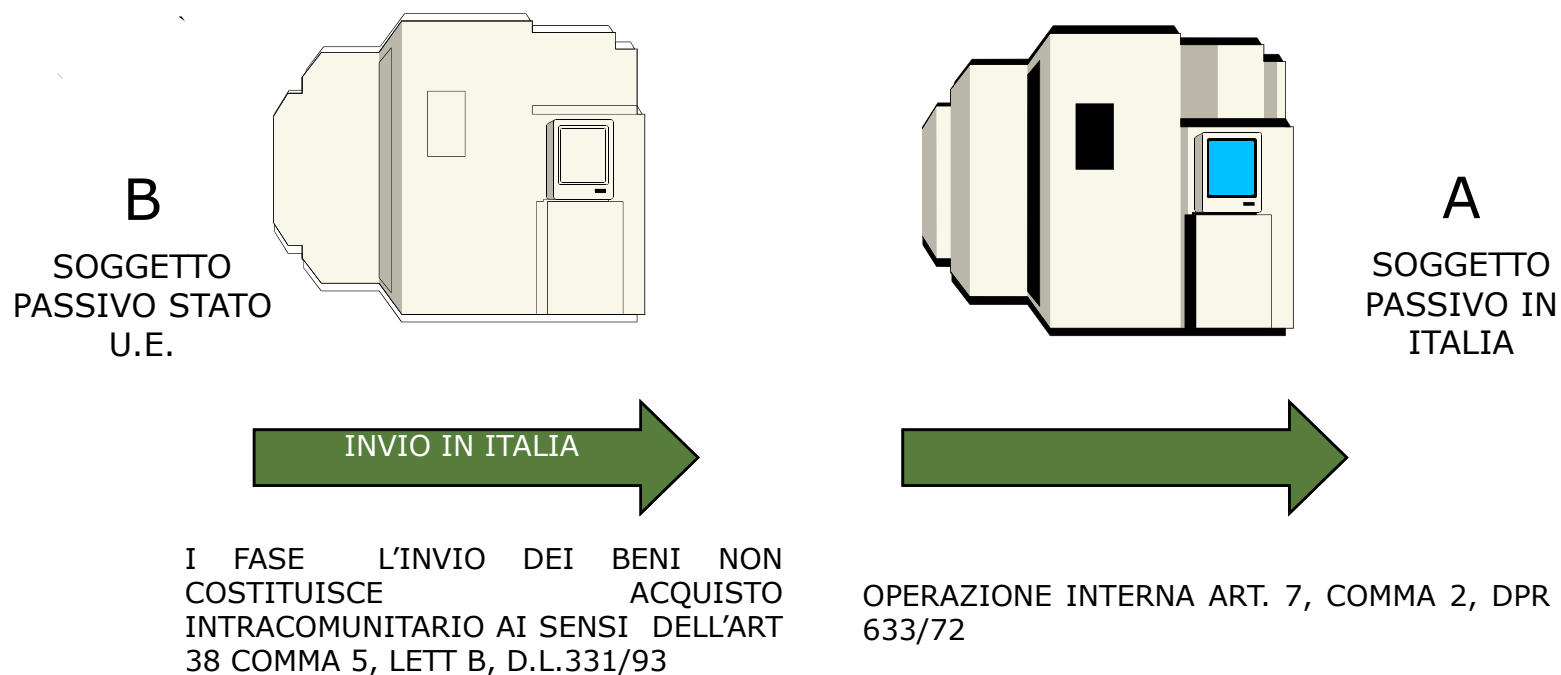 B
SOGGETTO
PASSIVO STATO
U.E.
A
SOGGETTO
PASSIVO IN
ITALIA
INVIO IN ITALIA
I FASE L’INVIO DEI BENI NON
COSTITUISCE ACQUISTO
INTRACOMUNITARIO AI SENSI DELL’ART
38 COMMA 5, LETT B, D.L.331/93
OPERAZIONE INTERNA ART. 7, COMMA 2, DPR
633/72